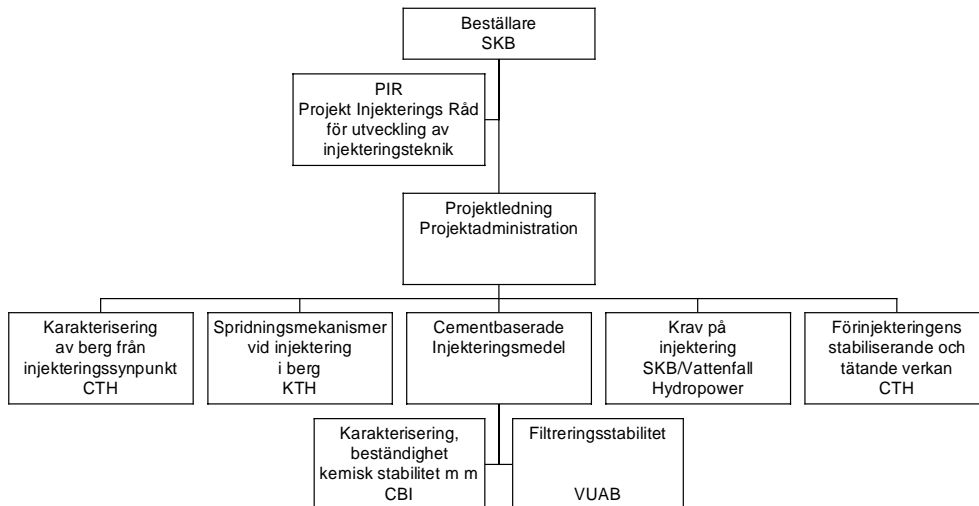 Beställare
SKB
PIR
Projekt Injekterings Råd
för utveckling av
injekteringsteknik
Projektledning
Projektadministration
Karakterisering
av berg från
injekteringssynpunkt
CTH
Spridningsmekanismer
vid injektering
i berg
KTH
Cementbaserade
Injekteringsmedel
Krav på
injektering
SKB/Vattenfall
Hydropower
Förinjekteringens
stabiliserande och
tätande verkan
CTH
Karakterisering,
beständighet
kemisk stabilitet m m
CBI
Filtreringsstabilitet
VUAB